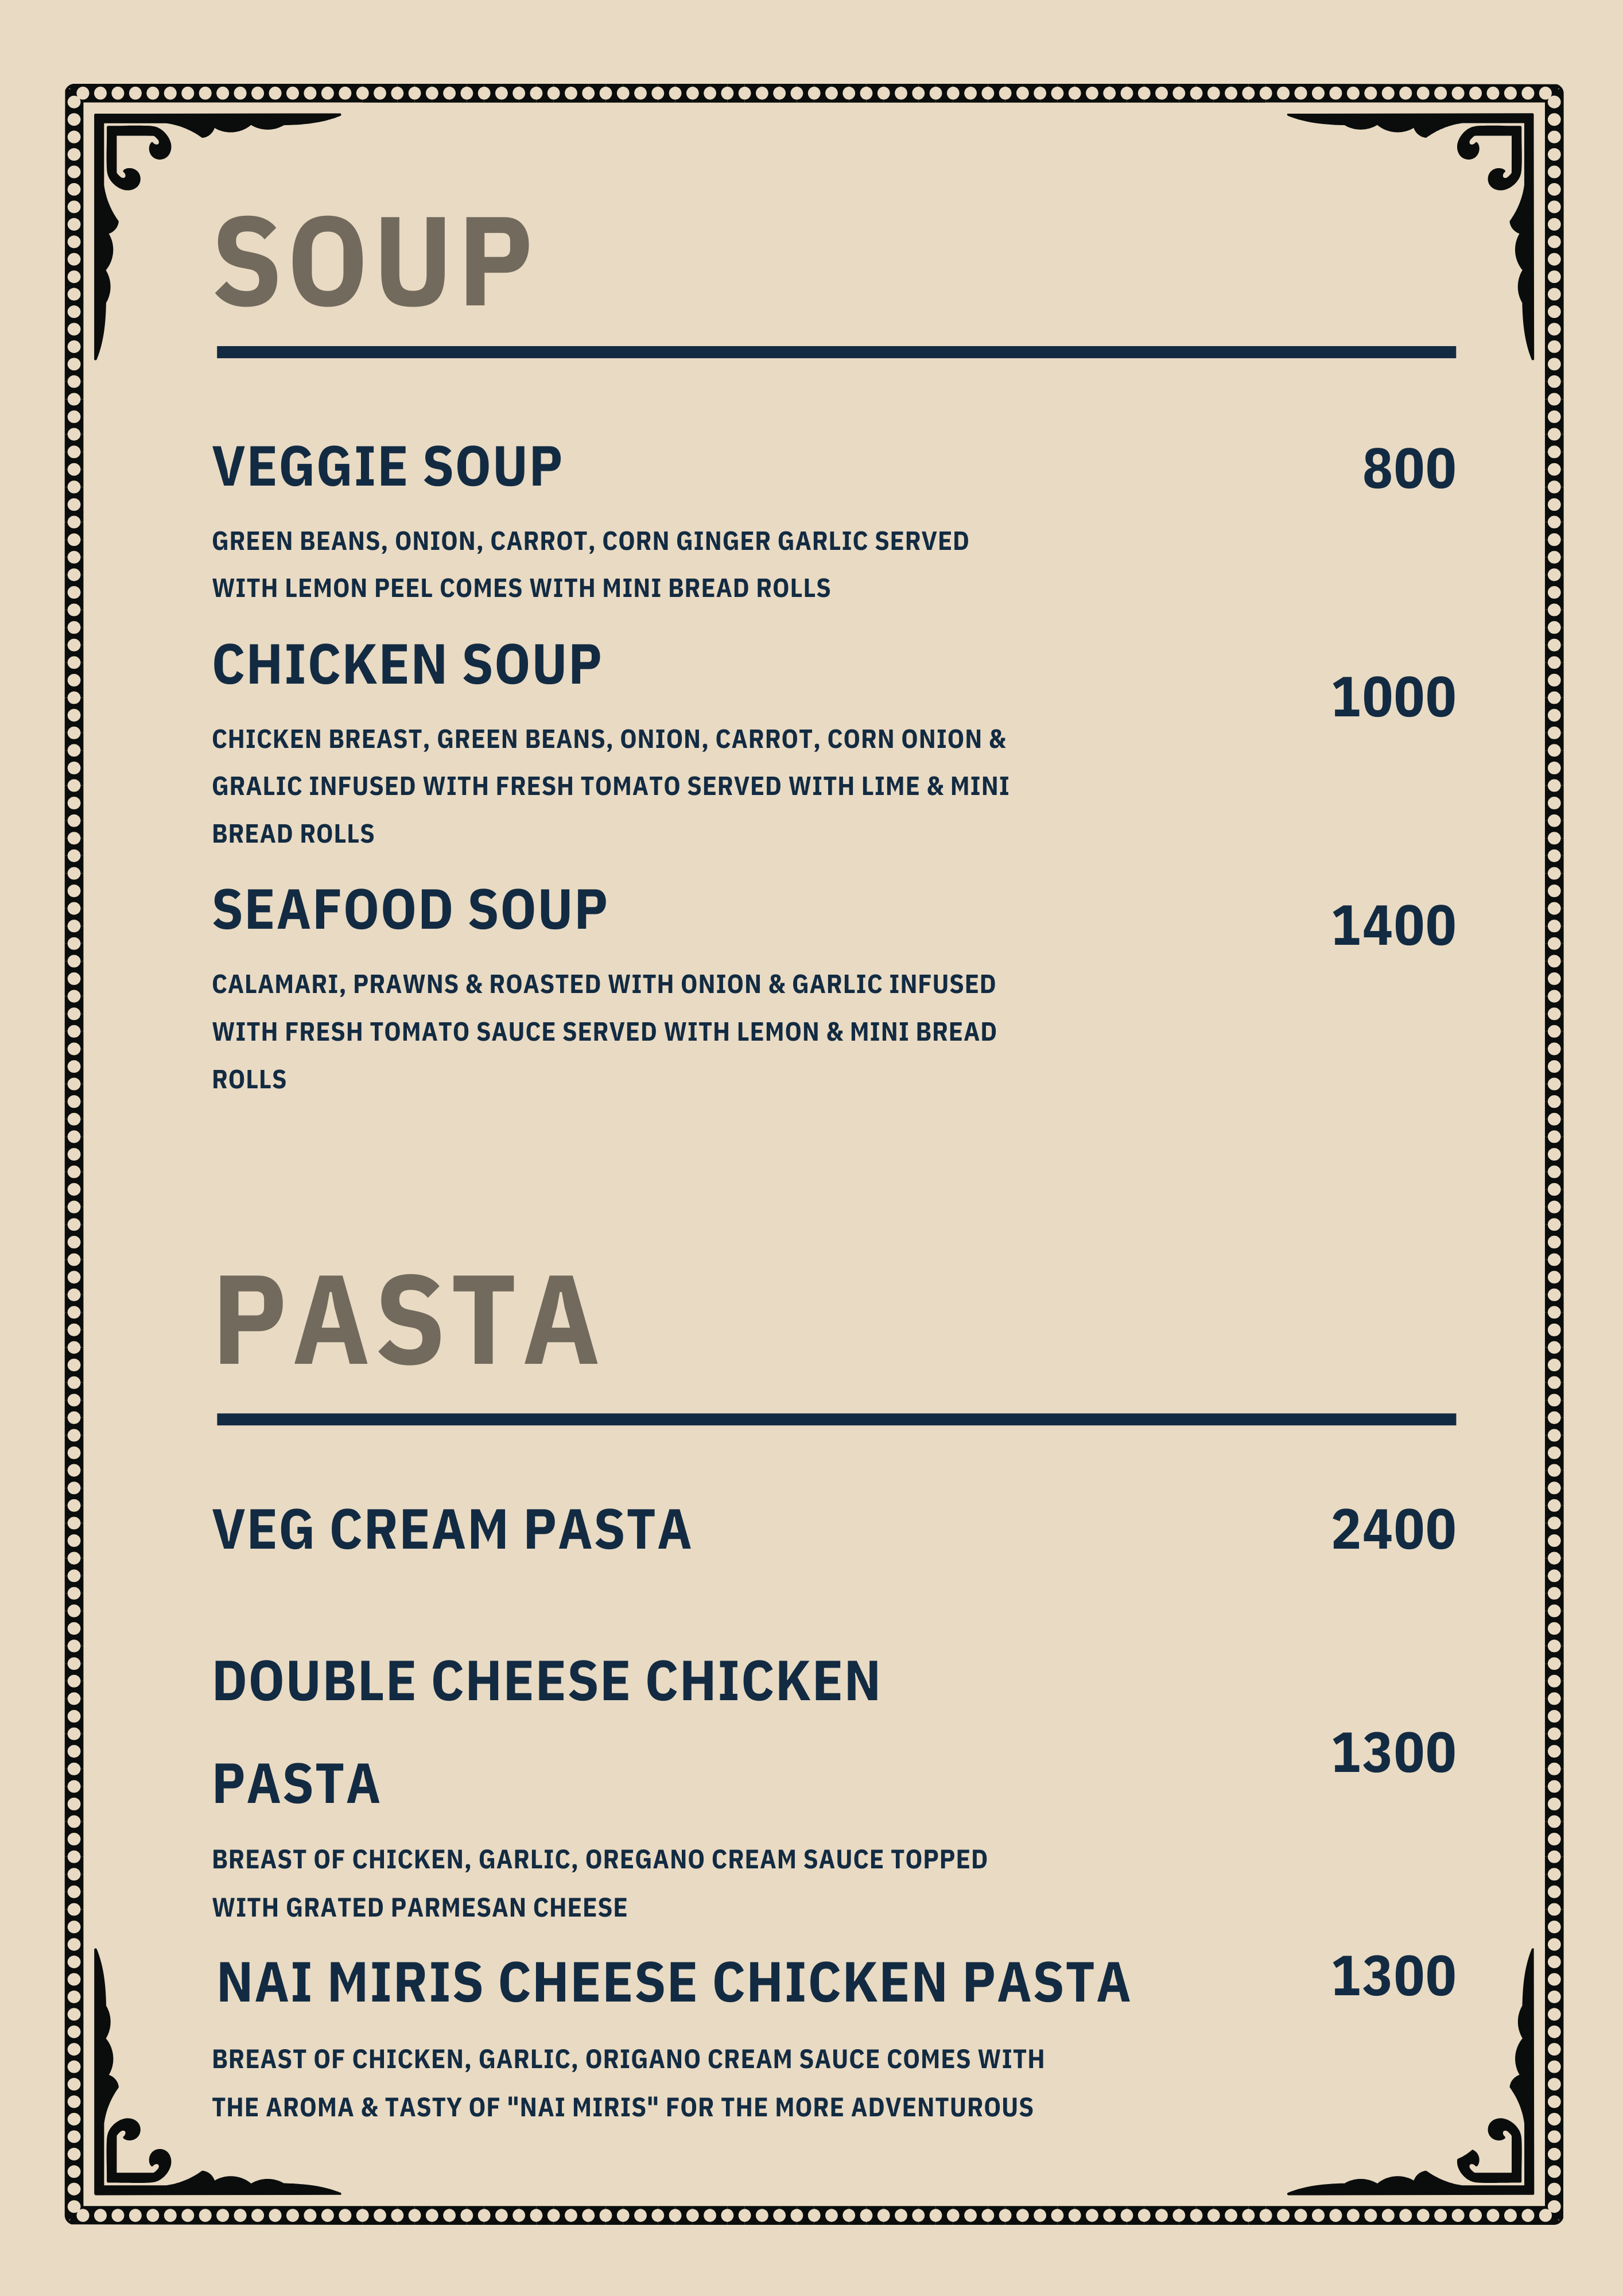 SOUP
VEGGIE SOUP 800
GREEN BEANS, ONION, CARROT, CORN GINGER GARLIC SERVED
WITH LEMON PEEL COMES WITH MINI BREAD ROLLS
CHICKEN SOUP 1000
CHICKEN BREAST, GREEN BEANS, ONION, CARROT, CORN ONION &
GRALIC INFUSED WITH FRESH TOMATO SERVED WITH LIME & MINI
BREAD ROLLS
SEAFOOD SOUP 1400
CALAMARI, PRAWNS & ROASTED WITH ONION & GARLIC INFUSED
WITH FRESH TOMATO SAUCE SERVED WITH LEMON & MINI BREAD
ROLLS
PASTA
VEG CREAM PASTA 2400
DOUBLE CHEESE CHICKEN
PASTA 1300
BREAST OF CHICKEN, GARLIC, OREGANO CREAM SAUCE TOPPED
WITH GRATED PARMESAN CHEESE
NAI MIRIS CHEESE CHICKEN PASTA 1300
BREAST OF CHICKEN, GARLIC, ORIGANO CREAM SAUCE COMES WITH
THE AROMA & TASTY OF "NAI MIRIS" FOR THE MORE ADVENTUROUS